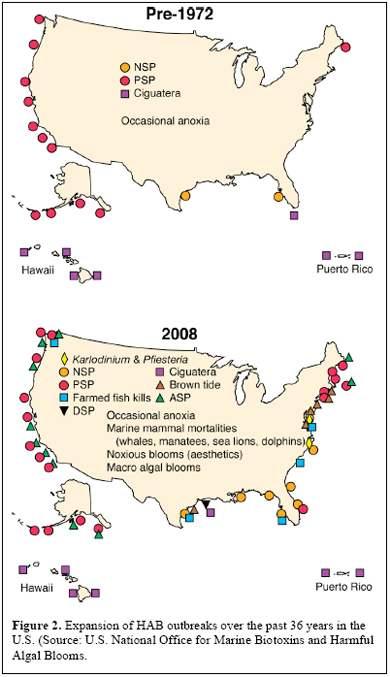 Pre-1972
NSP
PSP
Ciguatera
Occasional anoxia
Hawaii
Puerto Rico
2008
Karlodinium & Pfiesteria
NSP
Ciguatera
PSP
Brown tide
Farmed fish kills
ASP
DSP
Occasional anoxia
Marine mammal mortalities
(whales, manatees, sea lions, dolphins)
Noxious blooms (aesthetics)
Macro algal blooms
Hawaii
Puerto Rico
Figure 2. Expansion of HAB outbreaks over the past 36 years in the
U.S. (Source: U.S. National Office for Marine Biotoxins and Harmful
Algal Blooms.